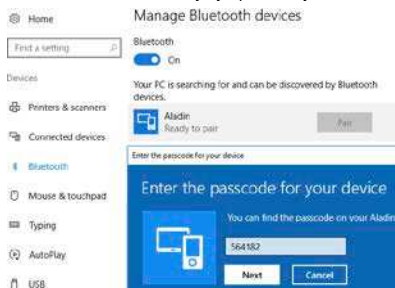 Home
Find a setting
Devices
Printers & scanners
Connected devices
Bluetooth
Mouse & touchpad
Typing
AutoPlay
USB
Manage Bluetooth devices
Bluetooth
On
Your PC is searching for and can be discovered by Bluetooth
devices.
Aladin
Ready to pair
Pair
Enter the passcode for your device
Enter the passcode for your device
You can find the passcode on your Aladin
564182
Next
Cancel